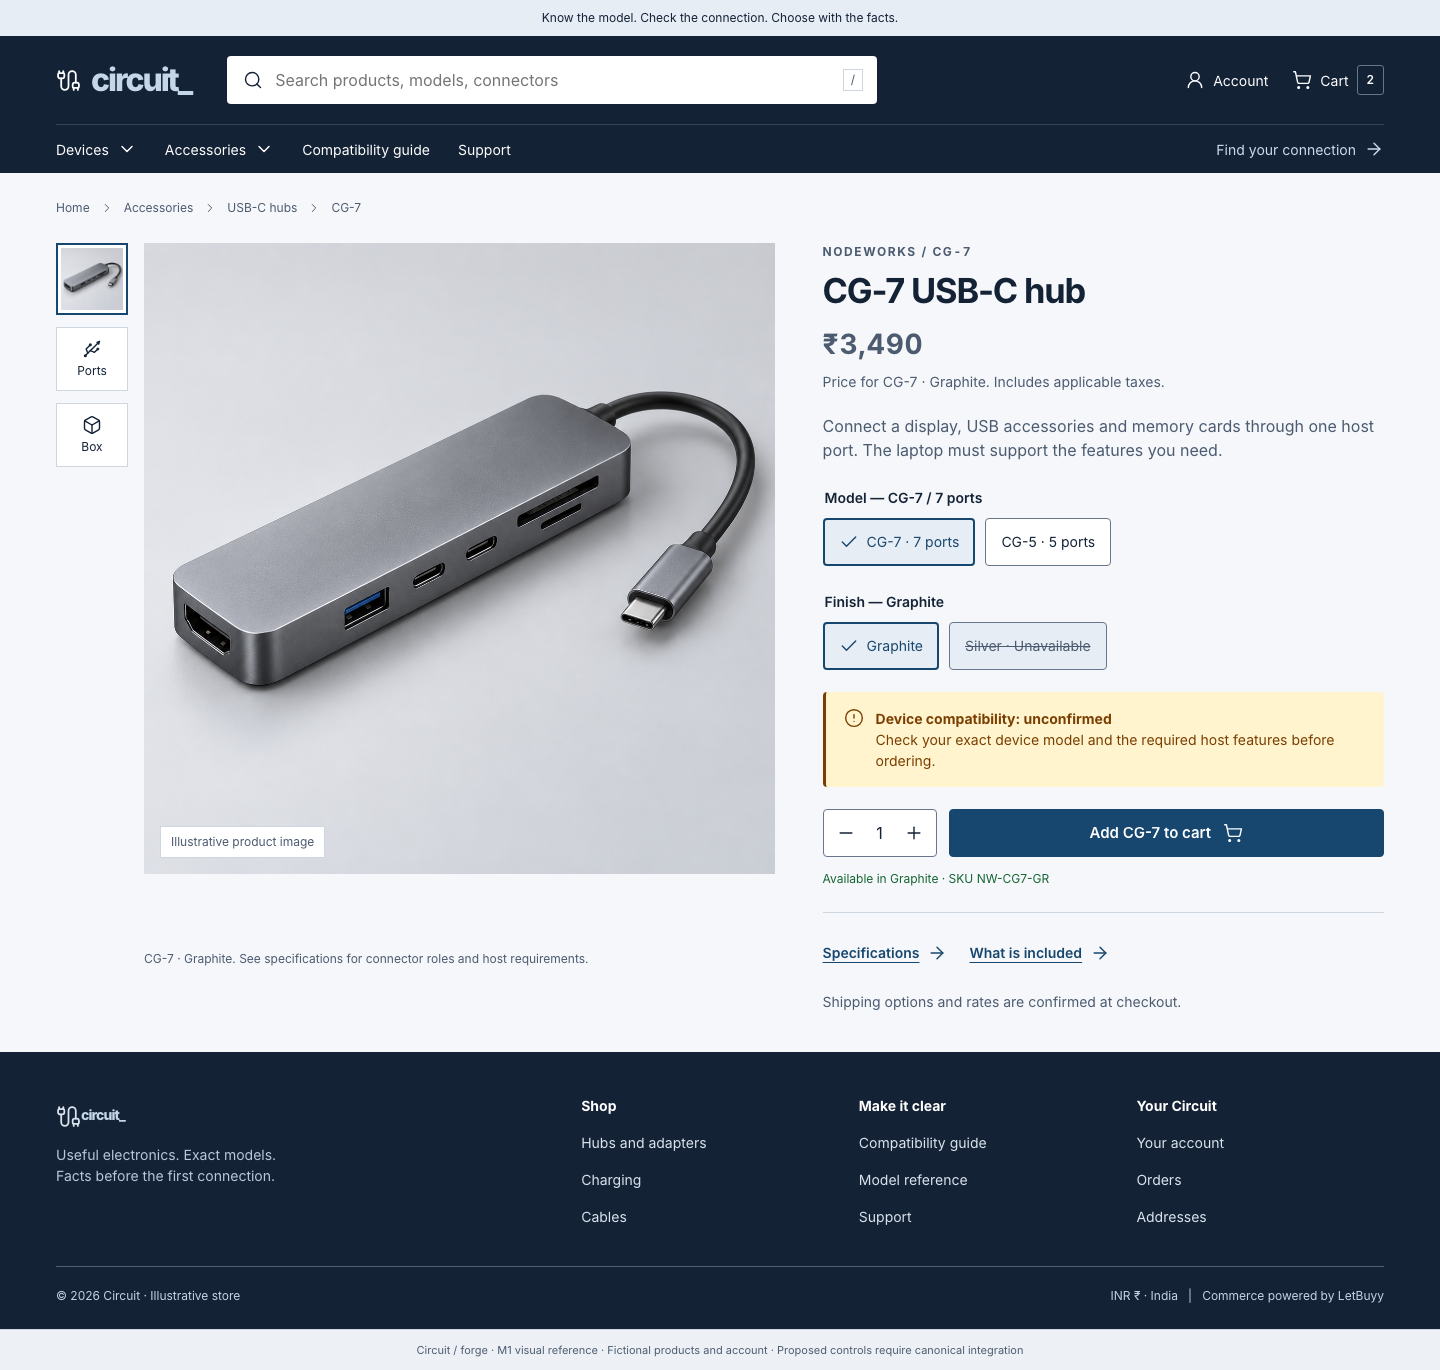 Know the model. Check the connection. Choose with the facts.
circuit_
Search products, models, connectors
/
Account
Cart
2
Devices
Accessories
Compatibility guide
Support
Find your connection
Home
Accessories
USB-C hubs
CG-7
Ports
Box
Illustrative product image
CG-7 · Graphite. See specifications for connector roles and host requirements.
NODEWORKS / CG-7
CG-7 USB-C hub
₹3,490
Price for CG-7 · Graphite. Includes applicable taxes.
Connect a display, USB accessories and memory cards through one host
port. The laptop must support the features you need.
Model — CG-7 / 7 ports
CG-7 · 7 ports
CG-5 · 5 ports
Finish — Graphite
Graphite
Silver · Unavailable
Device compatibility: unconfirmed
Check your exact device model and the required host features before
ordering.
1
Add CG-7 to cart
Available in Graphite · SKU NW-CG7-GR
Specifications
What is included
Shipping options and rates are confirmed at checkout.
circuit_
Useful electronics. Exact models.
Facts before the first connection.
Shop
Hubs and adapters
Charging
Cables
Make it clear
Compatibility guide
Model reference
Support
Your Circuit
Your account
Orders
Addresses
© 2026 Circuit · Illustrative store
INR ₹ · India | Commerce powered by LetBuyy
Circuit / forge · M1 visual reference · Fictional products and account · Proposed controls require canonical integration